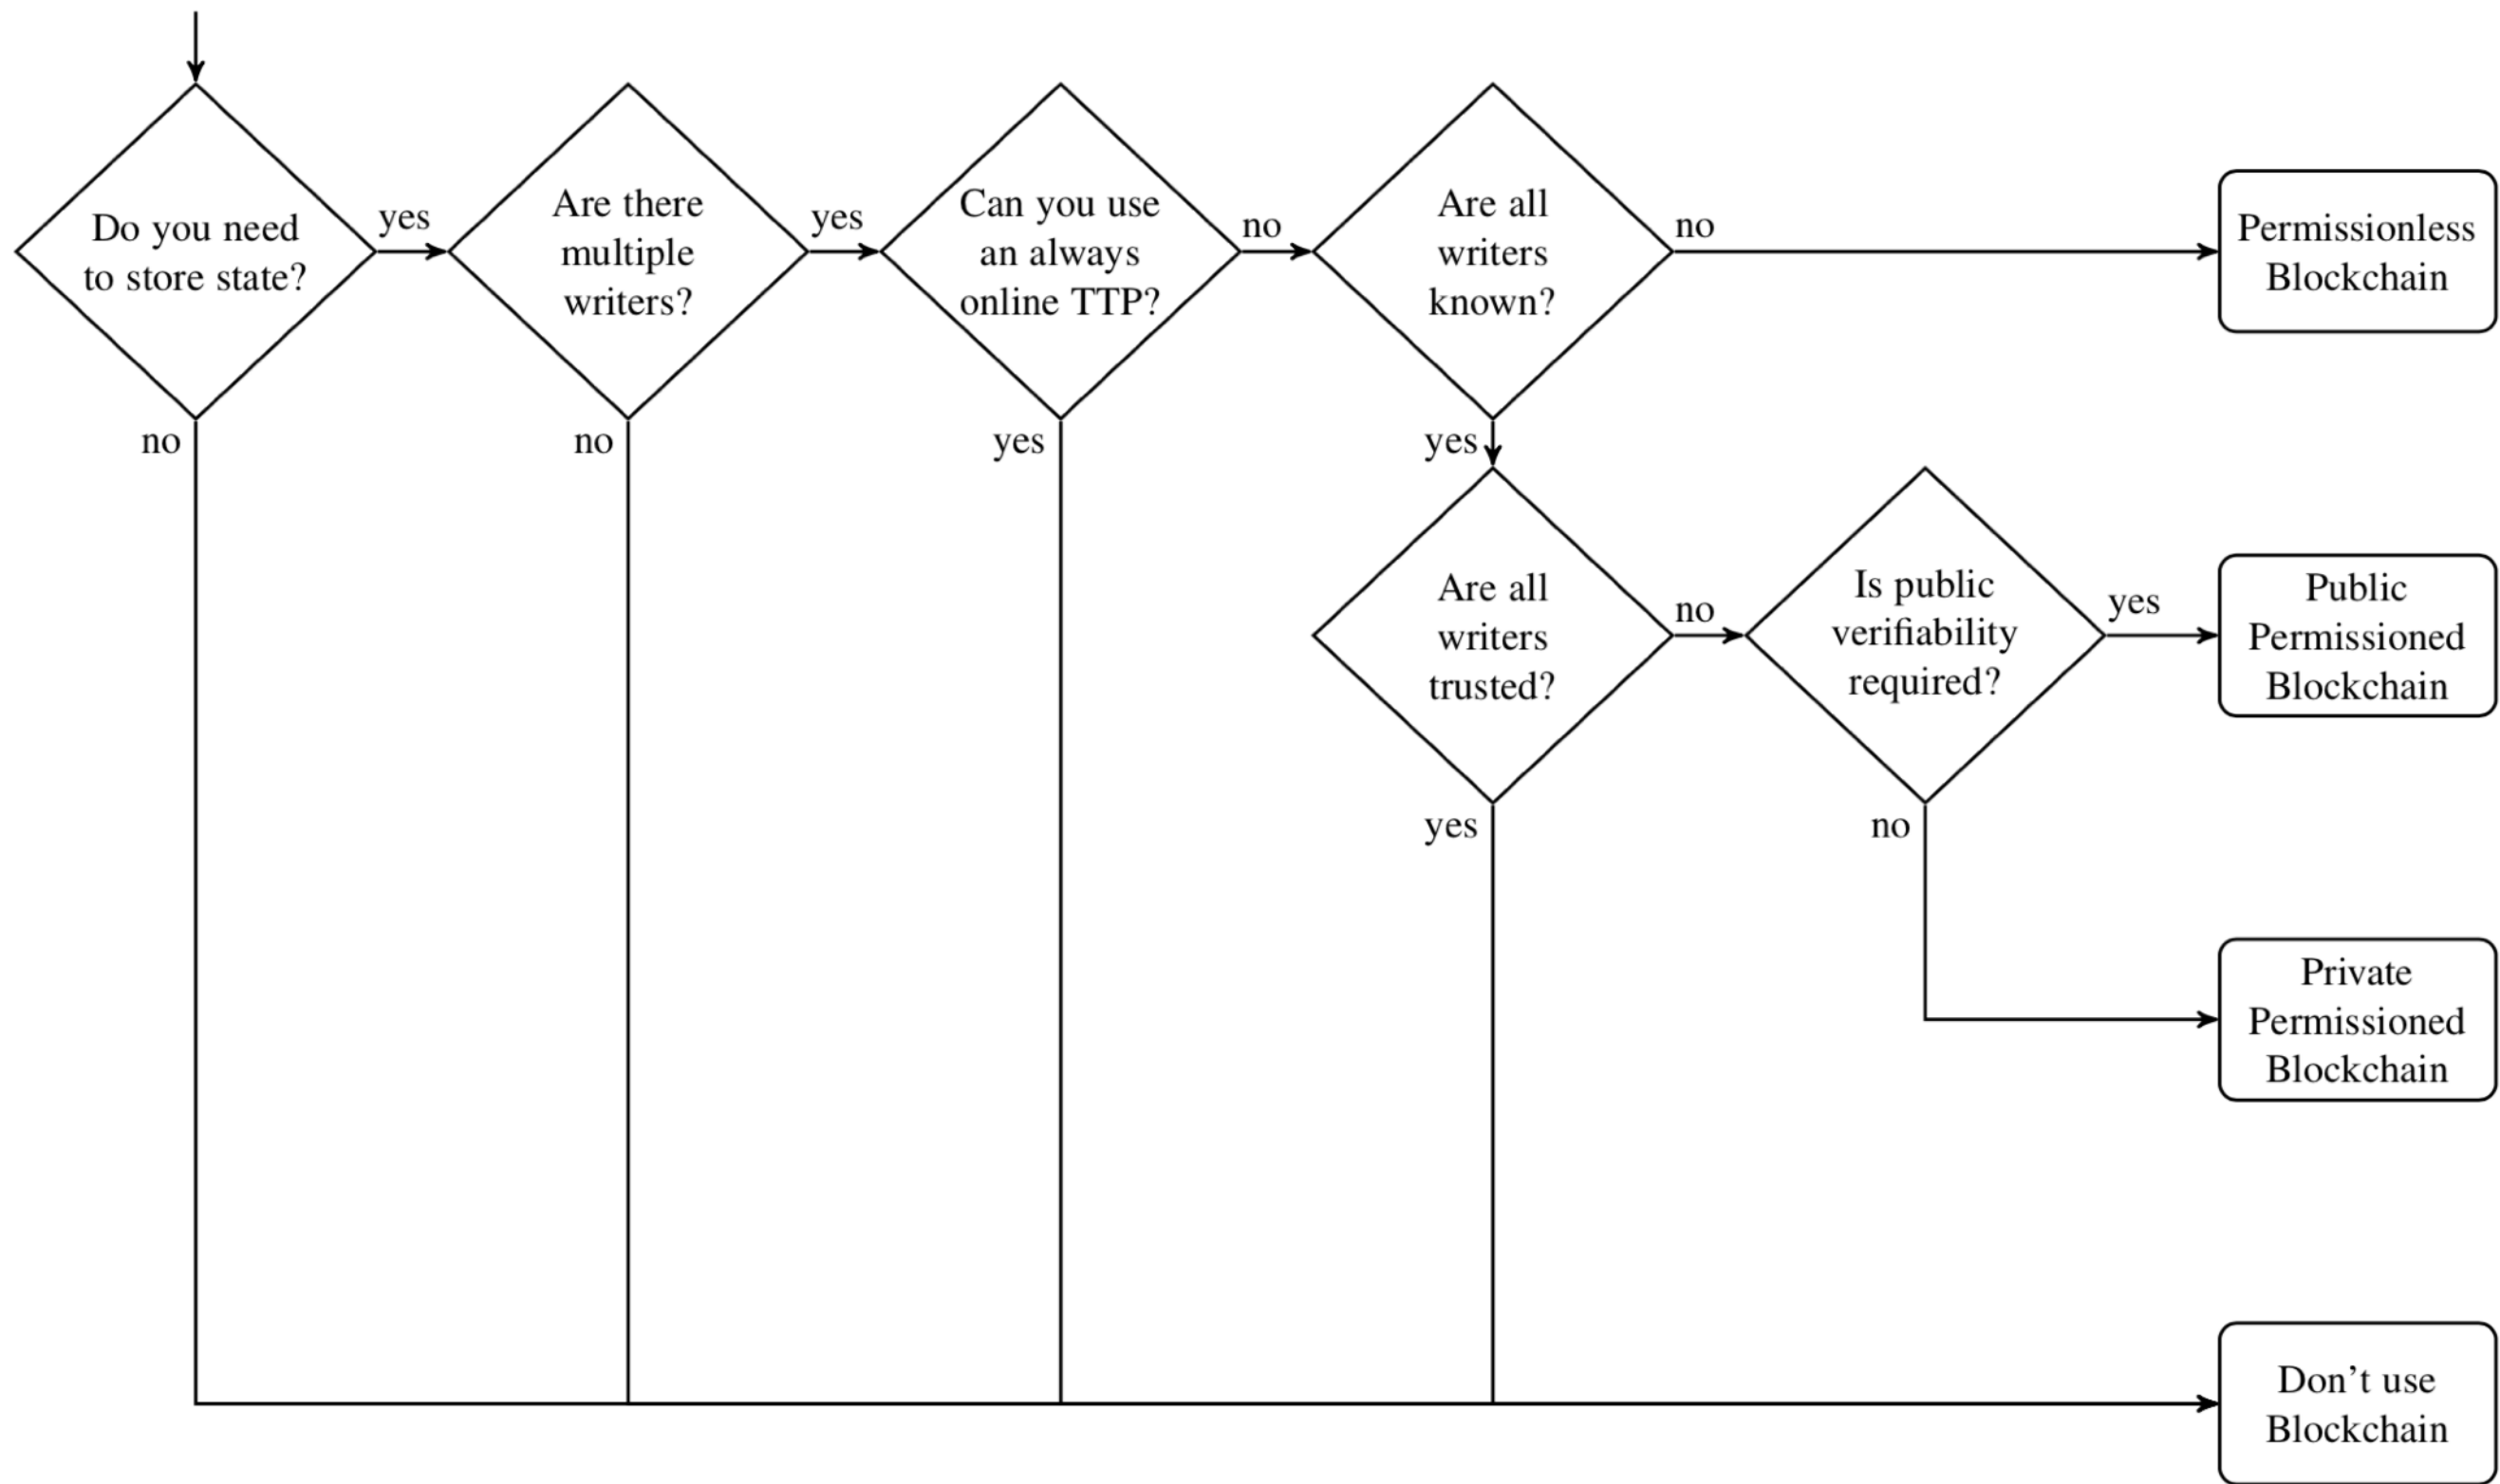 Do you need
to store state?
yes
no
Are there
multiple
writers?
yes
no
Can you use
an always
online TTP?
no
yes
Are all
writers
known?
no
yes
Permissionless
Blockchain
Are all
writers
trusted?
no
yes
Is public
verifiability
required?
yes
no
Public
Permissioned
Blockchain
Private
Permissioned
Blockchain
Don't use
Blockchain